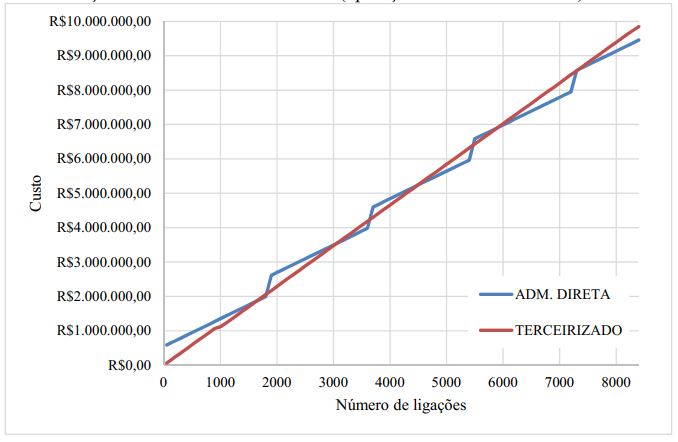 R$10.000.000,00
R$9.000.000,00
R$8.000.000,00
R$7.000.000,00
R$6.000.000,00
R$5.000.000,00
R$4.000.000,00
R$3.000.000,00
R$2.000.000,00
R$1.000.000,00
R$0,00
Custo
ADM. DIRETA
TERCEIRIZADO
0 1000 2000 3000 4000 5000 6000 7000 8000
Número de ligações